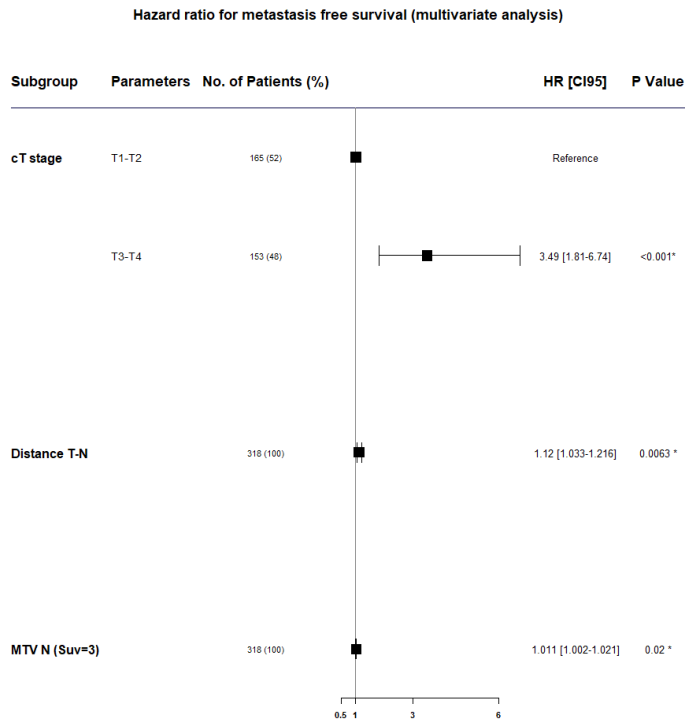 Hazard ratio for metastasis free survival (multivariate analysis)
Subgroup Parameters No. of Patients (%) HR [CI95] P Value
cT stage T1-T2 165 (52) Reference
T3-T4 153 (48) 3.49 [1.81-6.74] <0.001*
Distance T-N 318 (100) 1.12 [1.033-1.216] 0.0063 *
MTV N (Suv=3) 318 (100) 1.011 [1.002-1.021] 0.02 *
0.5 1 3 6